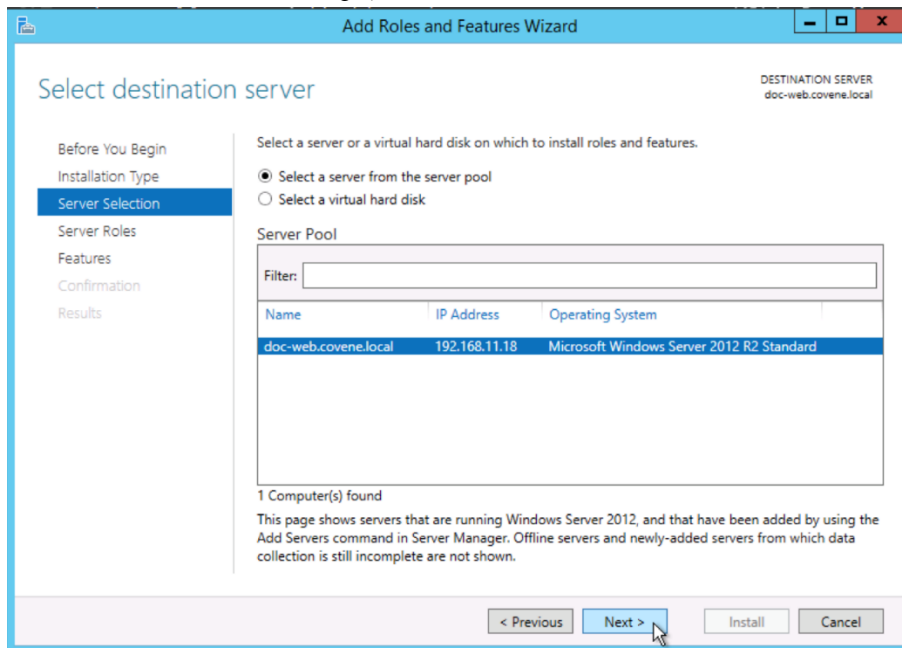 Add Roles and Features Wizard
Select destination server
DESTINATION SERVER
doc-web.covene.local
Before You Begin
Installation Type
Server Selection
Server Roles
Features
Confirmation
Results
Select a server or a virtual hard disk on which to install roles and features.
Select a server from the server pool
Select a virtual hard disk
Server Pool
Filter:
Name IP Address Operating System
doc-web.covene.local 192.168.11.18 Microsoft Windows Server 2012 R2 Standard
1 Computer(s) found
This page shows servers that are running Windows Server 2012, and that have been added by using the
Add Servers command in Server Manager. Offline servers and newly-added servers from which data
collection is still incomplete are not shown.
< Previous Next > Install Cancel